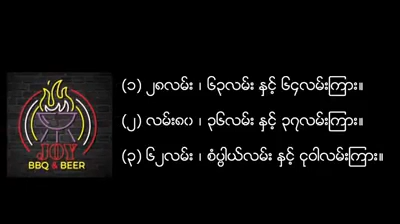 (၁) ၂၈လမ်း ၊ ၆၃လမ်း နှင့် ၆၄လမ်းကြား။
(၂) လမ်း၈၀ ၊ ၃၆လမ်း နှင့် ၃၇လမ်းကြား။
(၃) ၆၂လမ်း ၊ စံပွါယ်လမ်း နှင့် ငုဝါလမ်းကြား။
JOY
BBQ & BEER